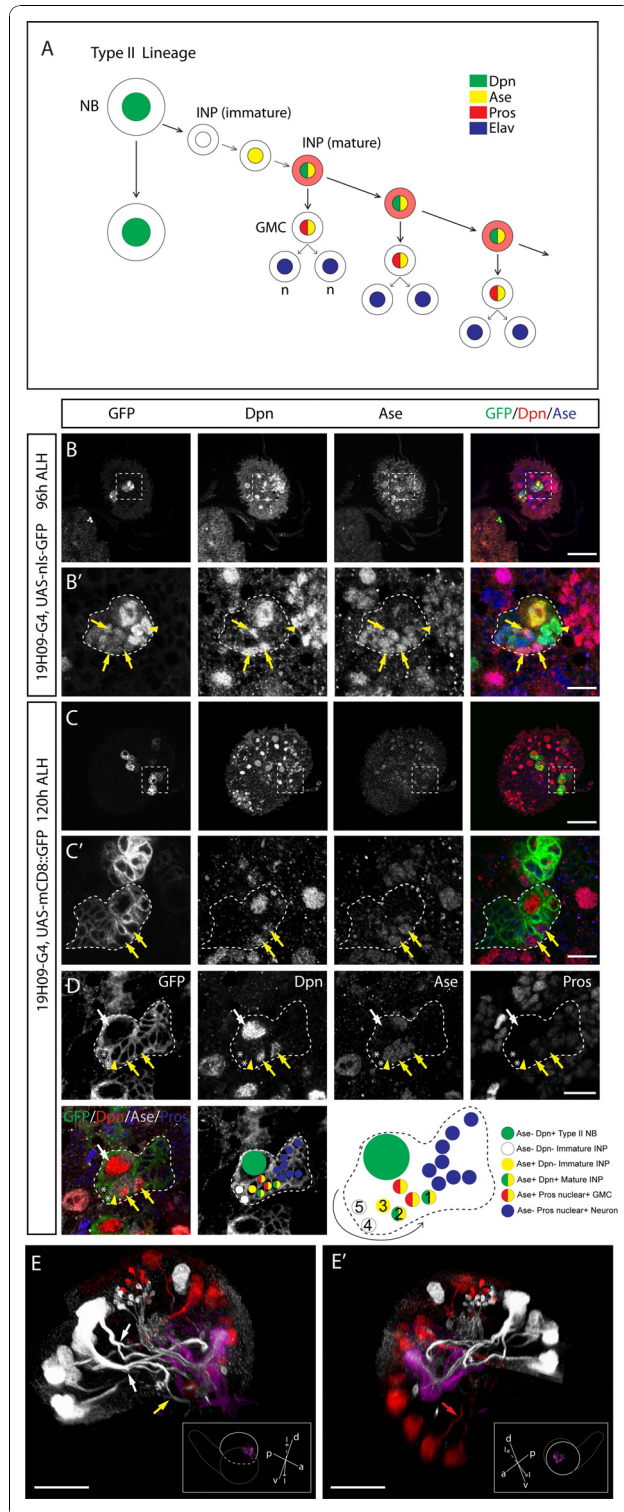 A
Type II Lineage
NB
INP (immature)
INP (mature)
GMC
n
n
Dpn
Ase
Pros
Elav
GFP
Dpn
Ase
GFP/Dpn/Ase
19H09-G4, UAS-nls-GFP 96h ALH
B
B'
19H09-G4, UAS-mCD8::GFP 120h ALH
C
C'
D
GFP
Dpn
Ase
Pros
*
*
*
*
*
*
GFP/Dpn/Ase/Pros
*
*
1
2
3
4
5
Ase- Dpn+ Type II NB
Ase- Dpn- Immature INP
Ase+ Dpn- Immature INP
Ase+ Dpn+ Mature INP
Ase+ Pros nuclear+ GMC
Ase- Pros nuclear+ Neuron
E
d
l
p
a
v
l
E'
d
l
p
a
v
l